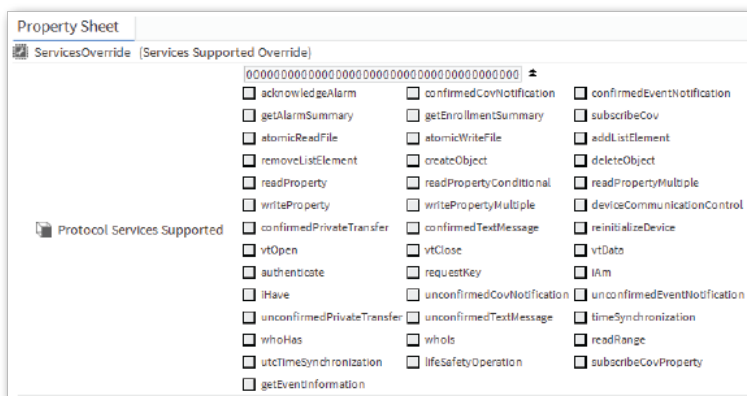 Property Sheet
ServicesOverride (Services Supported Override)
0000000000000000000000000000000000000000
acknowledgeAlarm confirmedCovNotification confirmedEventNotification
getAlarmSummary getEnrollmentSummary subscribeCov
atomicReadFile atomicWriteFile addListElement
removeListElement createObject deleteObject
readProperty readPropertyConditional readPropertyMultiple
writeProperty writePropertyMultiple deviceCommunicationControl
Protocol Services Supported confirmedPrivateTransfer confirmedTextMessage reinitializeDevice
vtOpen vtClose vtData
authenticate requestKey iAm
iHave unconfirmedCovNotification unconfirmedEventNotification
unconfirmedPrivateTransfer unconfirmedTextMessage timeSynchronization
whoHas whoIs readRange
utcTimeSynchronization lifeSafetyOperation subscribeCovProperty
getEventInformation